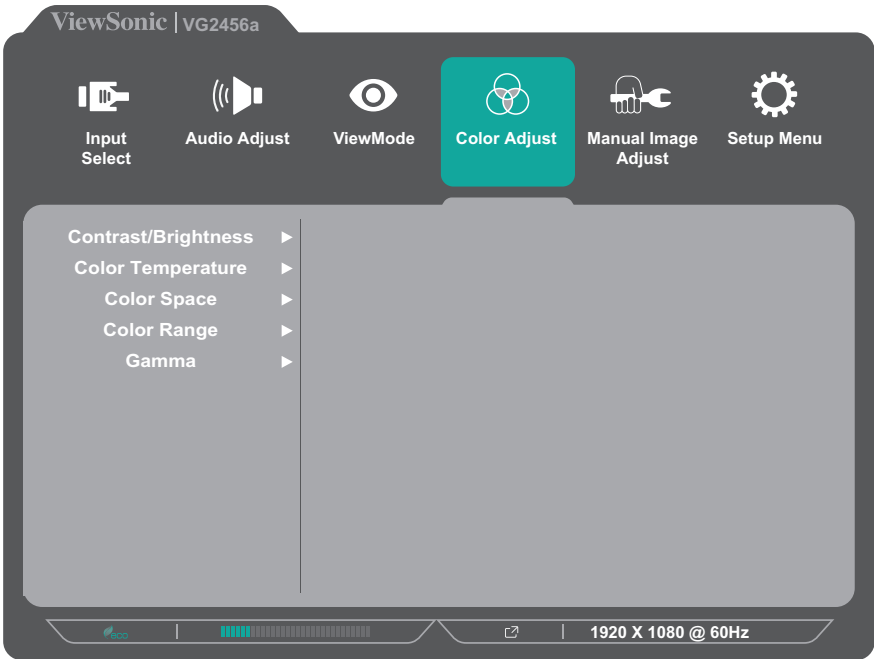 ViewSonic | VG2456a
Input Select
Audio Adjust
ViewMode
Color Adjust
Manual Image Adjust
Setup Menu
Contrast/Brightness
Color Temperature
Color Space
Color Range
Gamma
eco
1920 X 1080 @ 60Hz